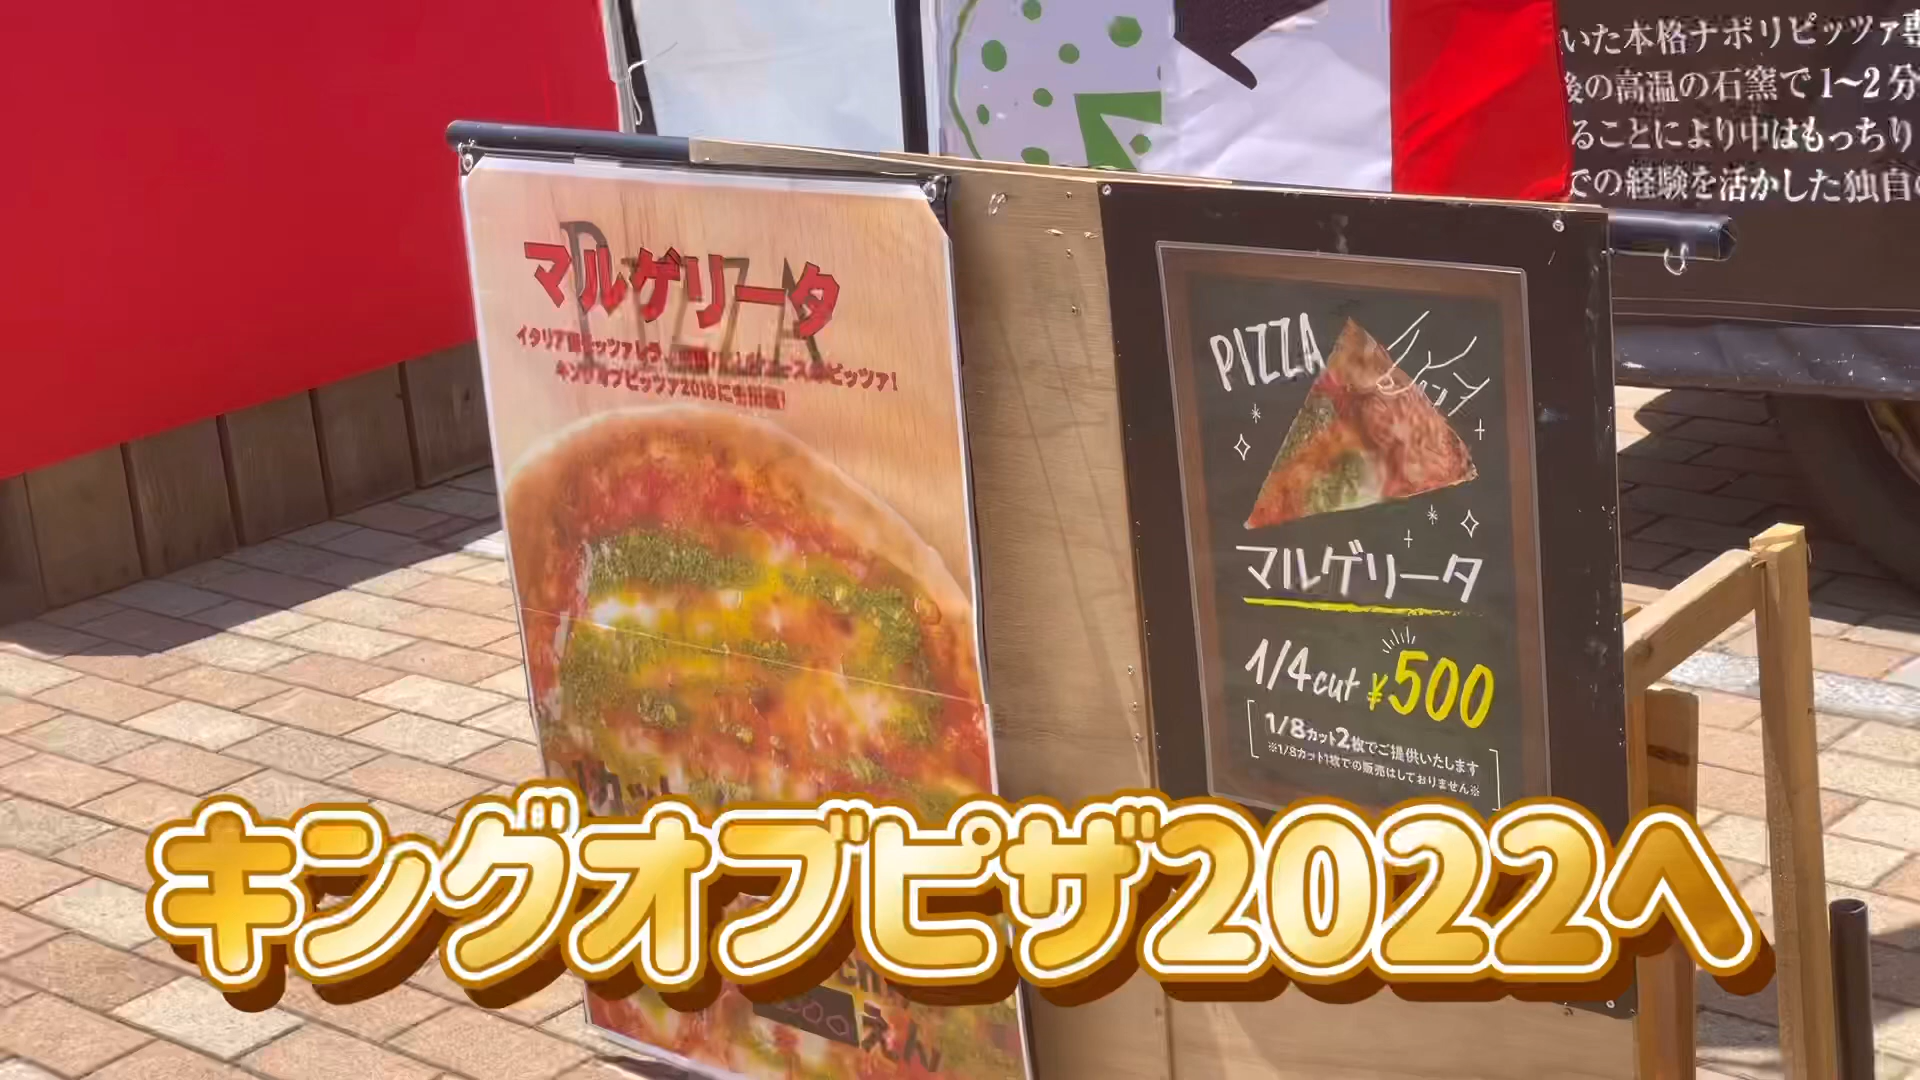 いた本格ナポリピッツァ専
後の高温の石窯で1〜2分
ることにより中はもっちり
での経験を活かした独自の
PIZZA
マルゲリータ
キングオブピッツァ2019に
PIZZA
マルゲリータ
1/4cut ¥500
1/8カット2枚でご提供いたします
※1/8カット1枚での販売はしておりません※
キングオブピザ2022へ
えん